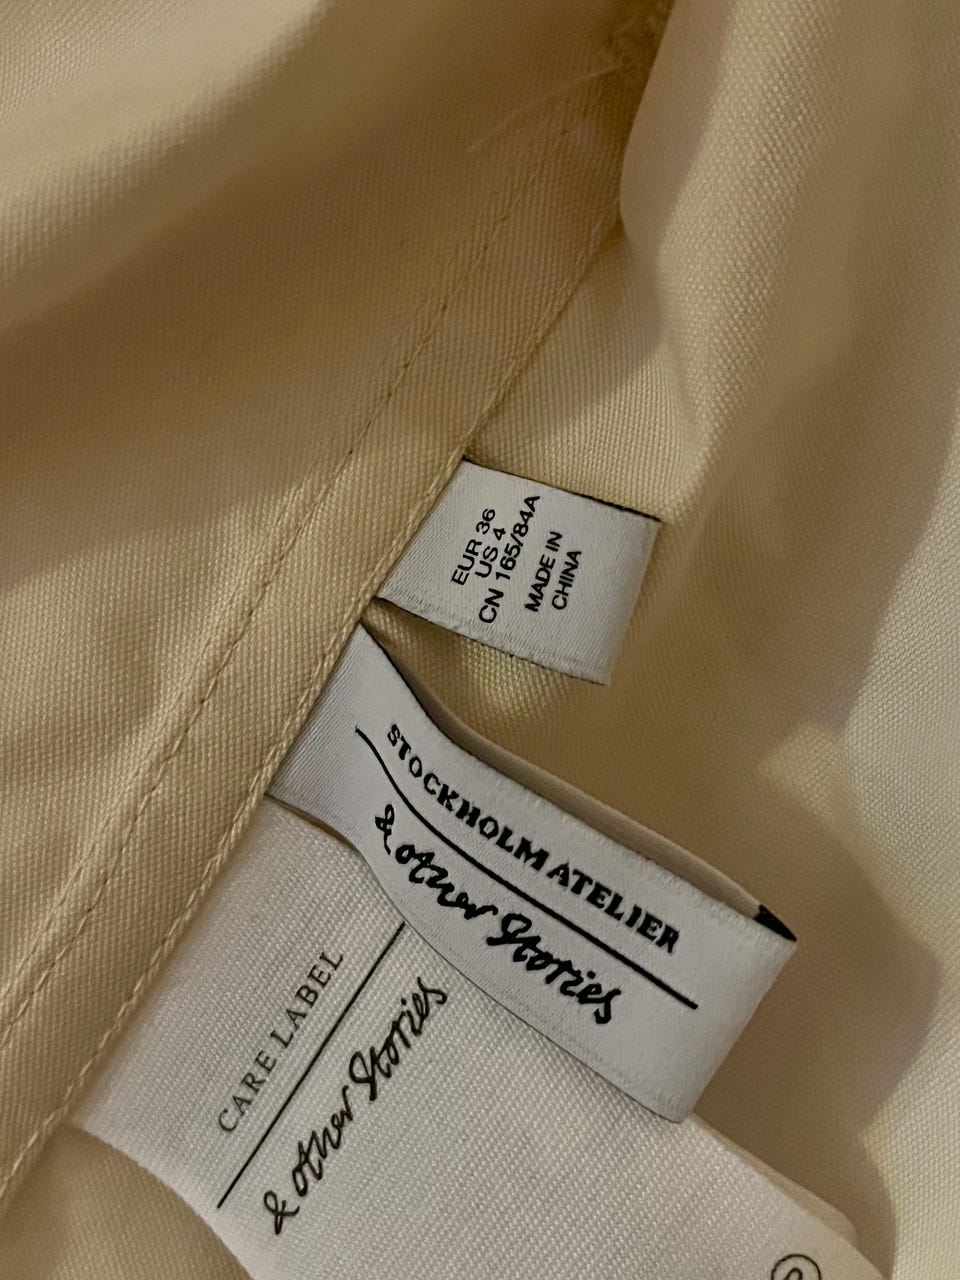 EUR 36
US 4
CN 165/84A
MADE IN
CHINA
STOCKHOLM ATELIER
& other Stories
CARE LABEL
& other Stories